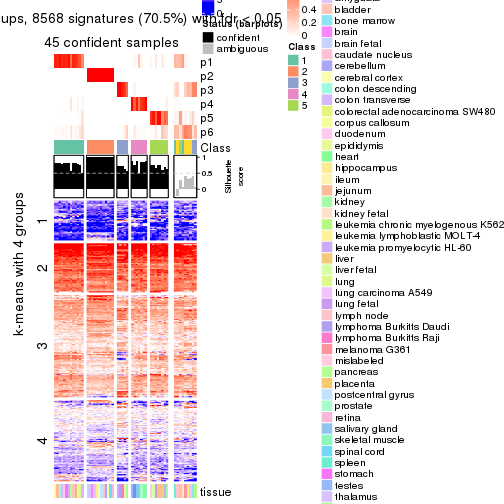 ups, 8568 signatures (70.5%) with fdr < 0.05
45 confident samples
p1
p2
p3
p4
p5
p6
Class
1
0.5
0
Silhouette
score
k-means with 4 groups
1
2
3
4
tissue
0
Status (barplots)
confident
ambiguous
0.4
0.2
0
Class
1
2
3
4
5
bladder
bone marrow
brain
brain fetal
caudate nucleus
cerebellum
cerebral cortex
colon descending
colon transverse
colorectal adenocarcinoma SW480
corpus callosum
duodenum
epididymis
heart
hippocampus
ileum
jejunum
kidney
kidney fetal
leukemia chronic myelogenous K562
leukemia lymphoblastic MOLT-4
leukemia promyelocytic HL-60
liver
liver fetal
lung
lung carcinoma A549
lung fetal
lymph node
lymphoma Burkitts Daudi
lymphoma Burkitts Raji
melanoma G361
mislabeled
pancreas
placenta
postcentral gyrus
prostate
retina
salivary gland
skeletal muscle
spinal cord
spleen
stomach
testes
thalamus